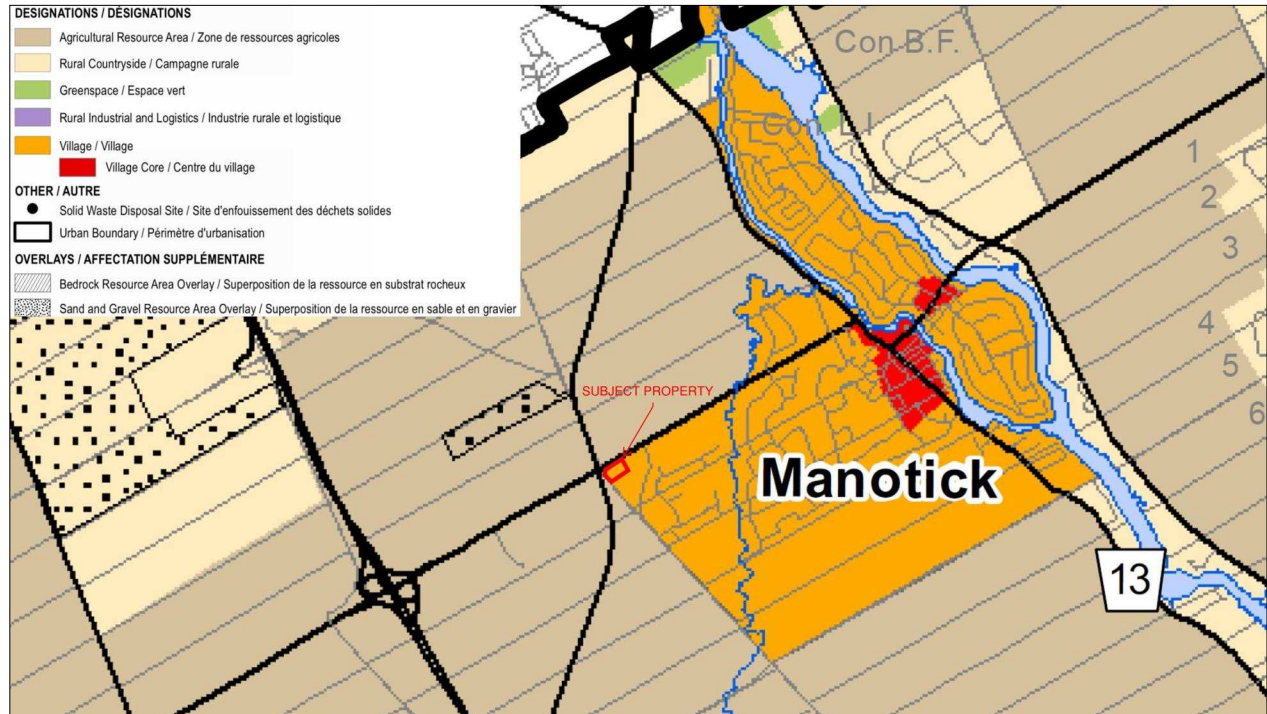 DESIGNATIONS / DÉSIGNATIONS
Agricultural Resource Area / Zone de ressources agricoles
Rural Countryside / Campagne rurale
Greenspace / Espace vert
Rural Industrial and Logistics / Industrie rurale et logistique
Village / Village
Village Core / Centre du village
OTHER / AUTRE
Solid Waste Disposal Site / Site d'enfouissement des déchets solides
Urban Boundary / Périmètre d'urbanisation
OVERLAYS / AFFECTATION SUPPLÉMENTAIRE
Bedrock Resource Area Overlay / Superposition de la ressource en substrat rocheux
Sand and Gravel Resource Area Overlay / Superposition de la ressource en sable et en gravier
Con B.F.
Con
1
2
3
4
5
6
SUBJECT PROPERTY
Manotick
13